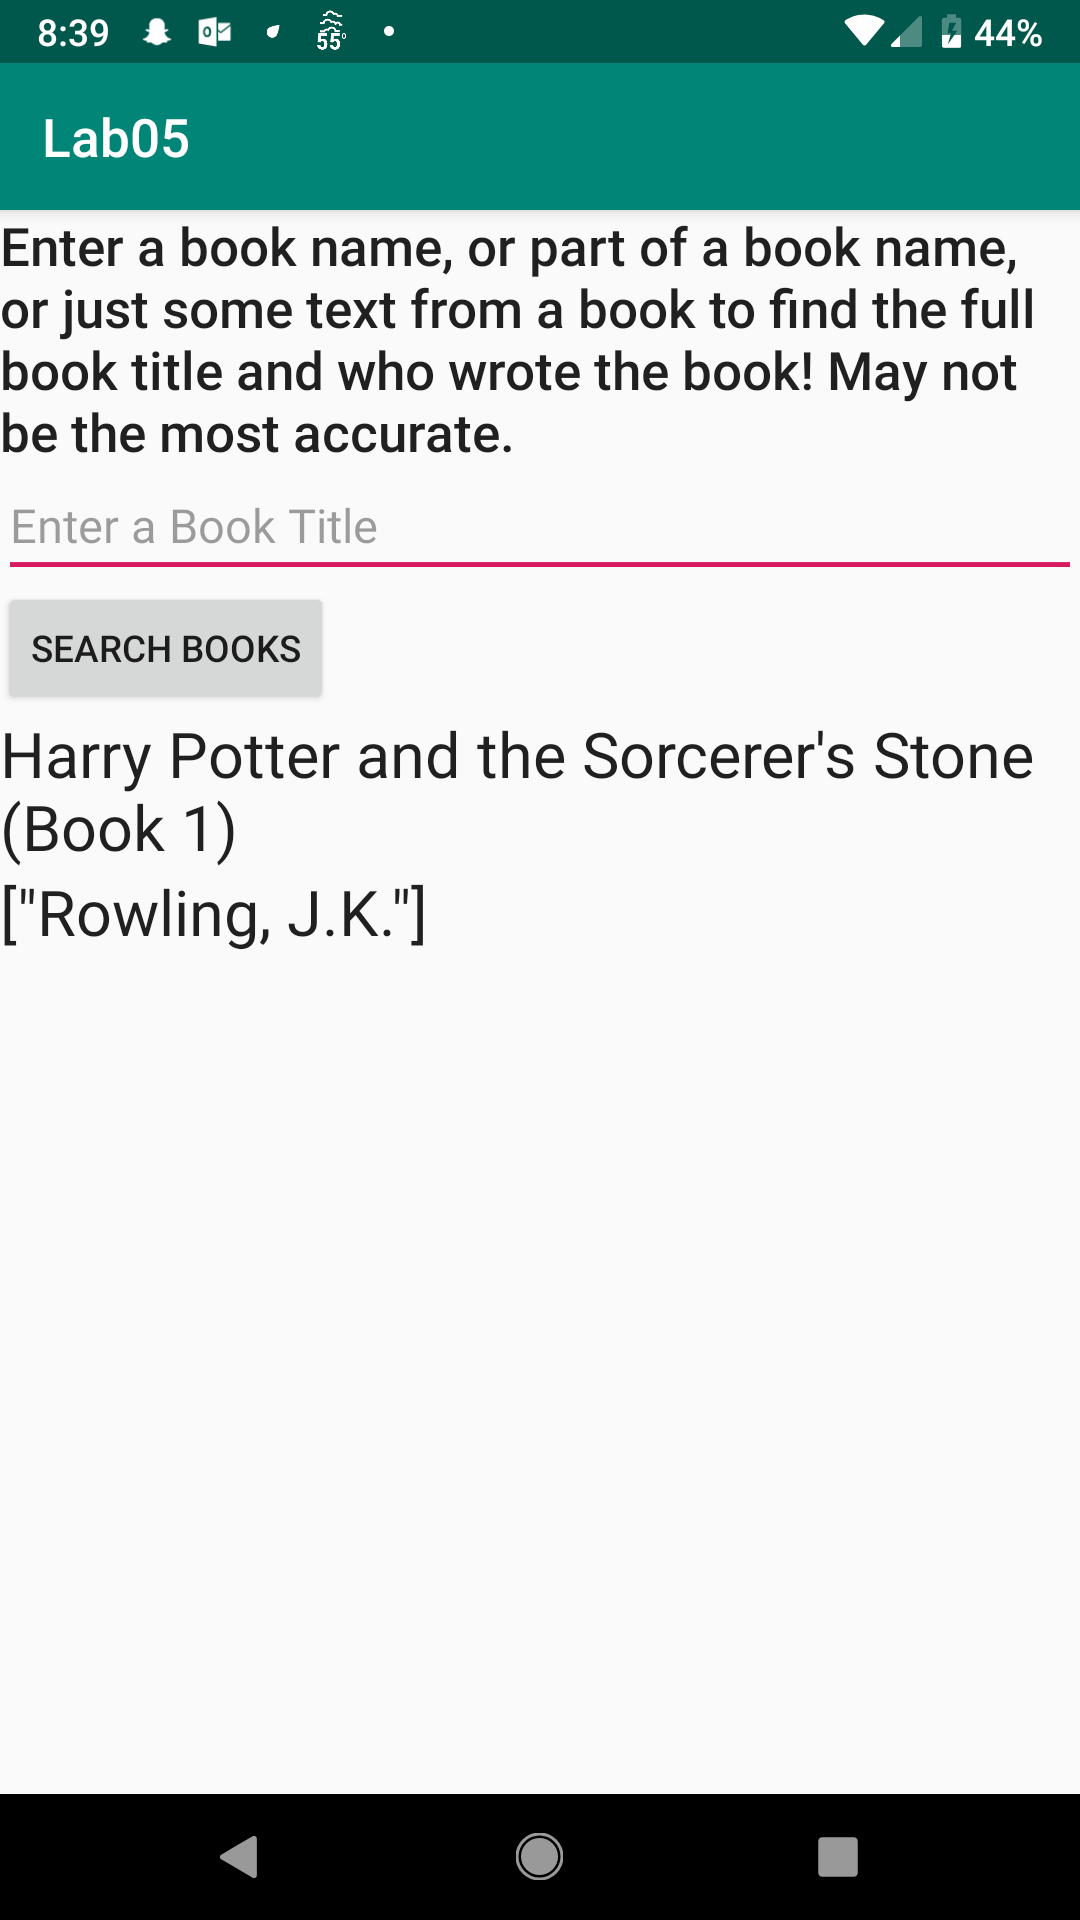 8:39 55° 44%
Lab05
Enter a book name, or part of a book name,
or just some text from a book to find the full
book title and who wrote the book! May not
be the most accurate.
Enter a Book Title
SEARCH BOOKS
Harry Potter and the Sorcerer's Stone
(Book 1)
["Rowling, J.K."]